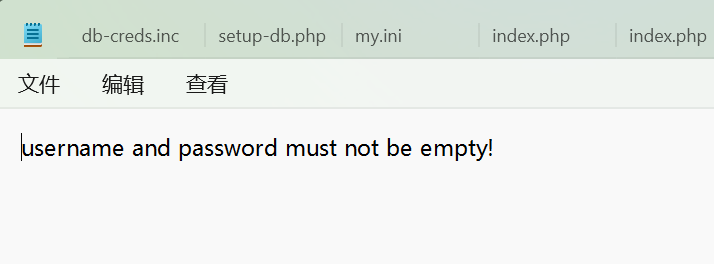 db-creds.inc setup-db.php my.ini index.php index.php
文件 编辑 查看
username and password must not be empty!